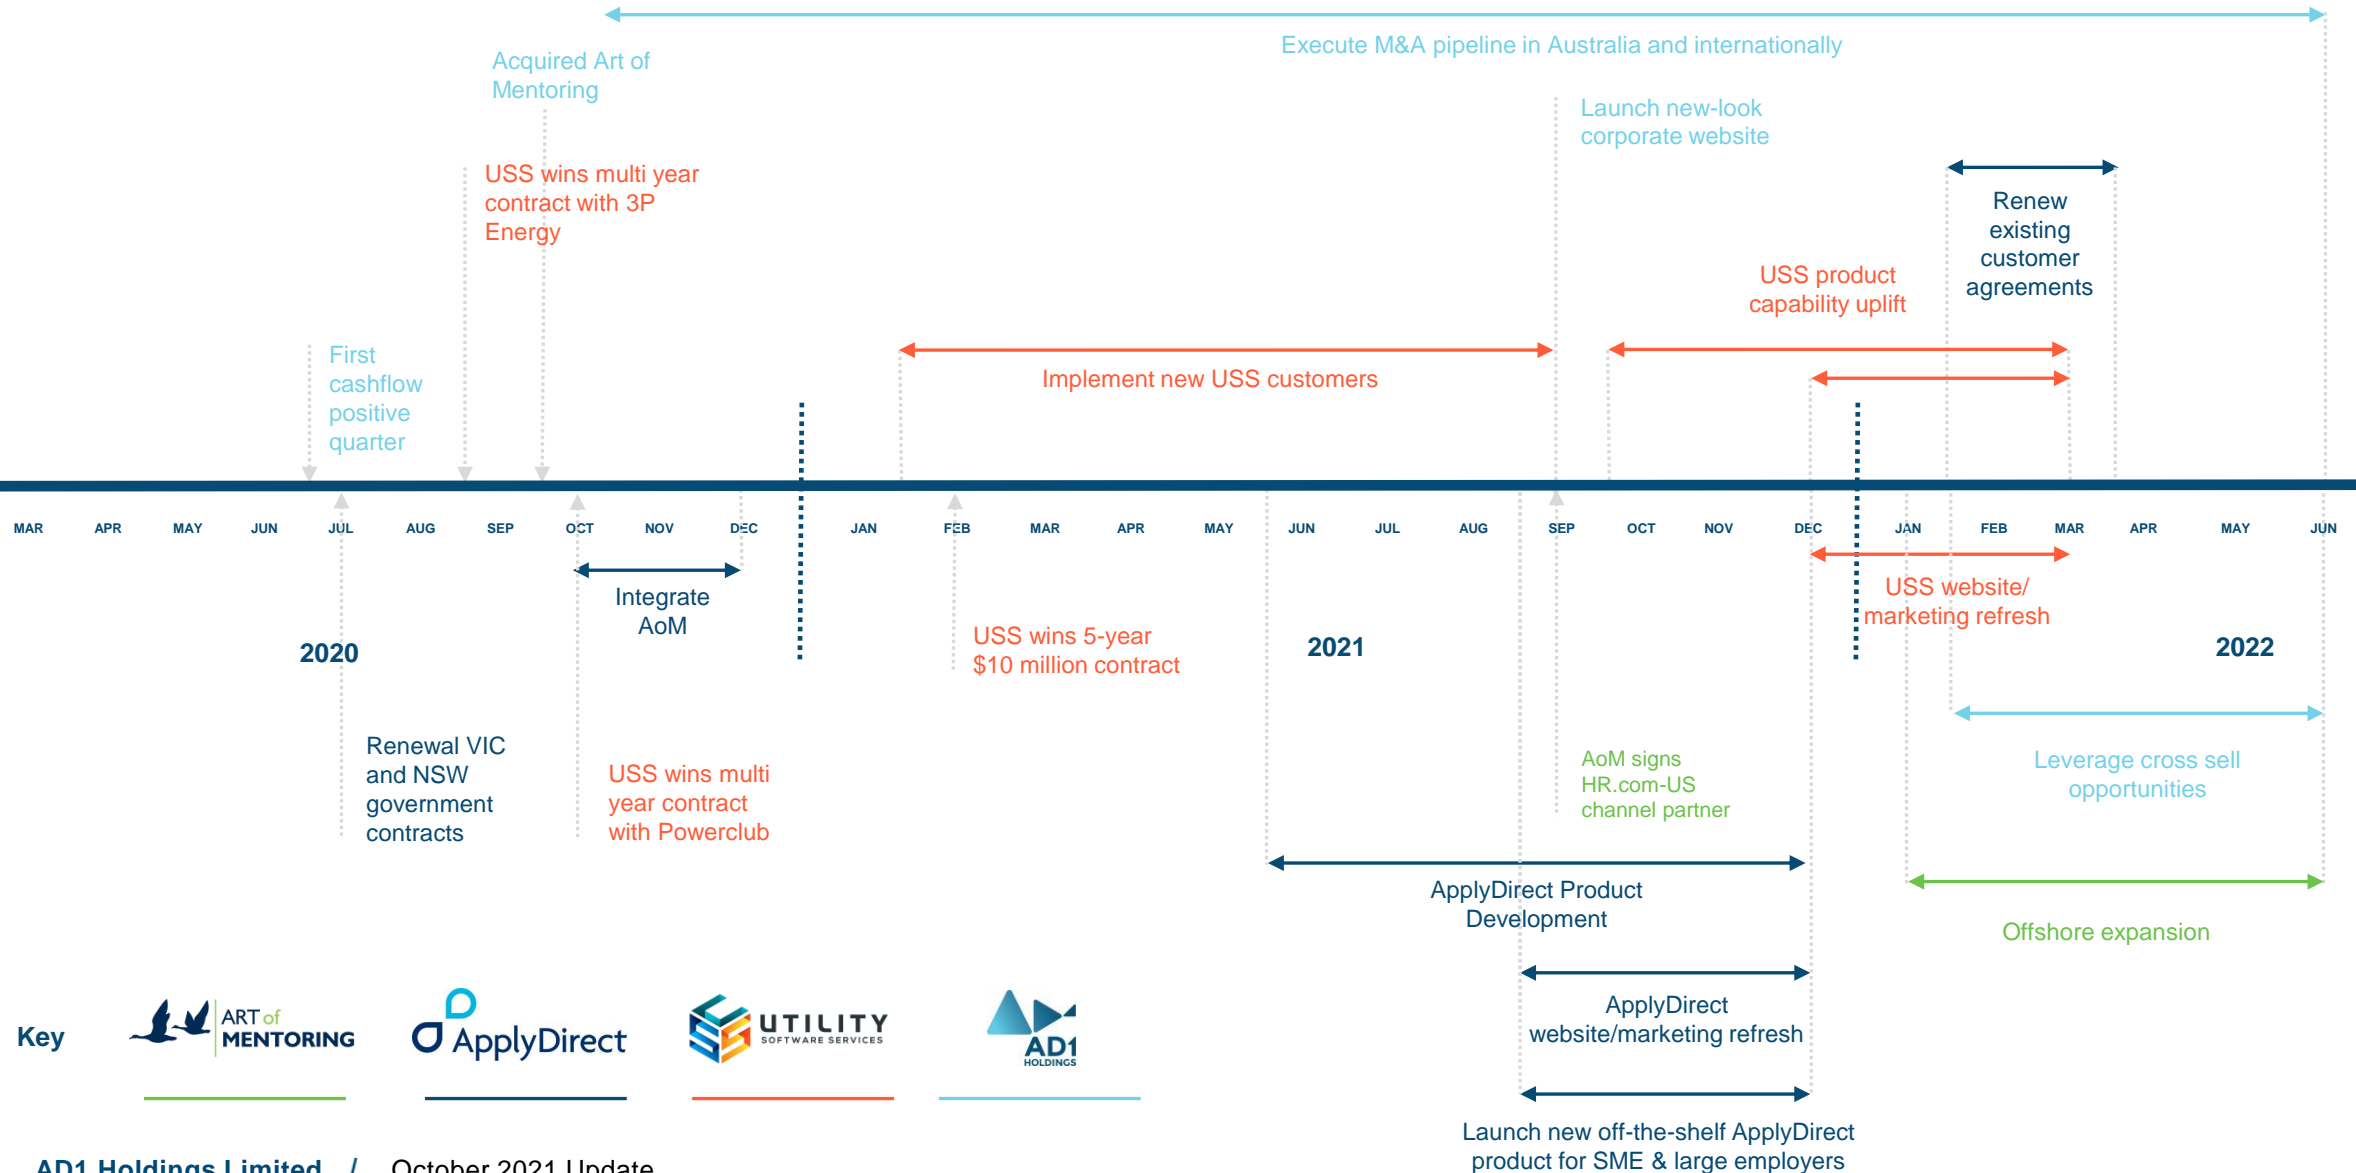 Execute M&A pipeline in Australia and internationally
Acquired Art of
Mentoring
Launch new-look
corporate website
USS wins multi year
contract with 3P
Energy
Renew
existing
customer
agreements
USS product
capability uplift
First
cashflow
positive
quarter
Implement new USS customers
MAR APR MAY JUN JUL AUG SEP OCT NOV DEC JAN FEB MAR APR MAY JUN JUL AUG SEP OCT NOV DEC JAN FEB MAR APR MAY JUN
Integrate
AoM
USS website/
marketing refresh
USS wins 5-year
$10 million contract
2020
2021
2022
Renewal VIC
and NSW
government
contracts
USS wins multi
year contract
with Powerclub
AoM signs
HR.com-US
channel partner
Leverage cross sell
opportunities
ApplyDirect Product
Development
Offshore expansion
ApplyDirect
website/marketing refresh
Launch new off-the-shelf ApplyDirect
product for SME & large employers
Key
ART of
MENTORING
ApplyDirect
UTILITY
SOFTWARE SERVICES
AD1
HOLDINGS
AD1 Holdings Limited / October 2021 Update